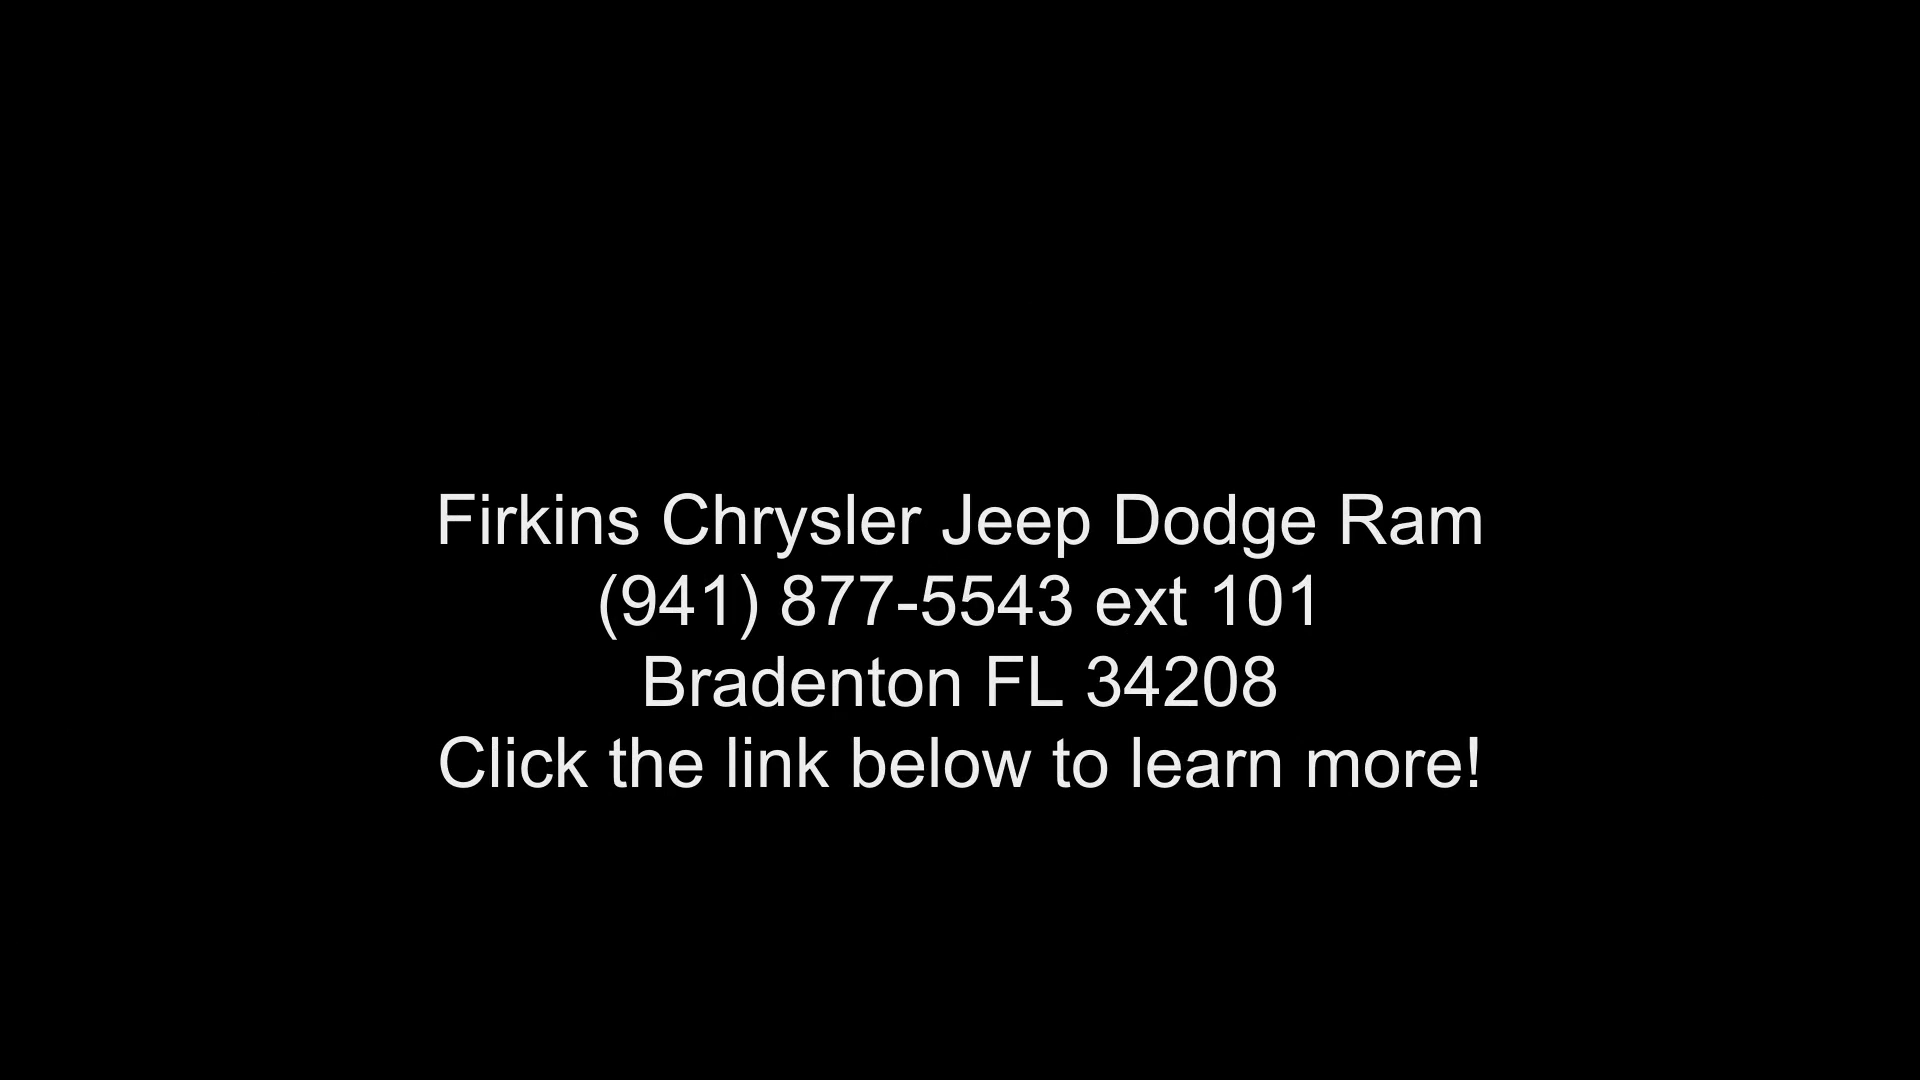 Firkins Chrysler Jeep Dodge Ram
(941) 877-5543 ext 101
Bradenton FL 34208
Click the link below to learn more!